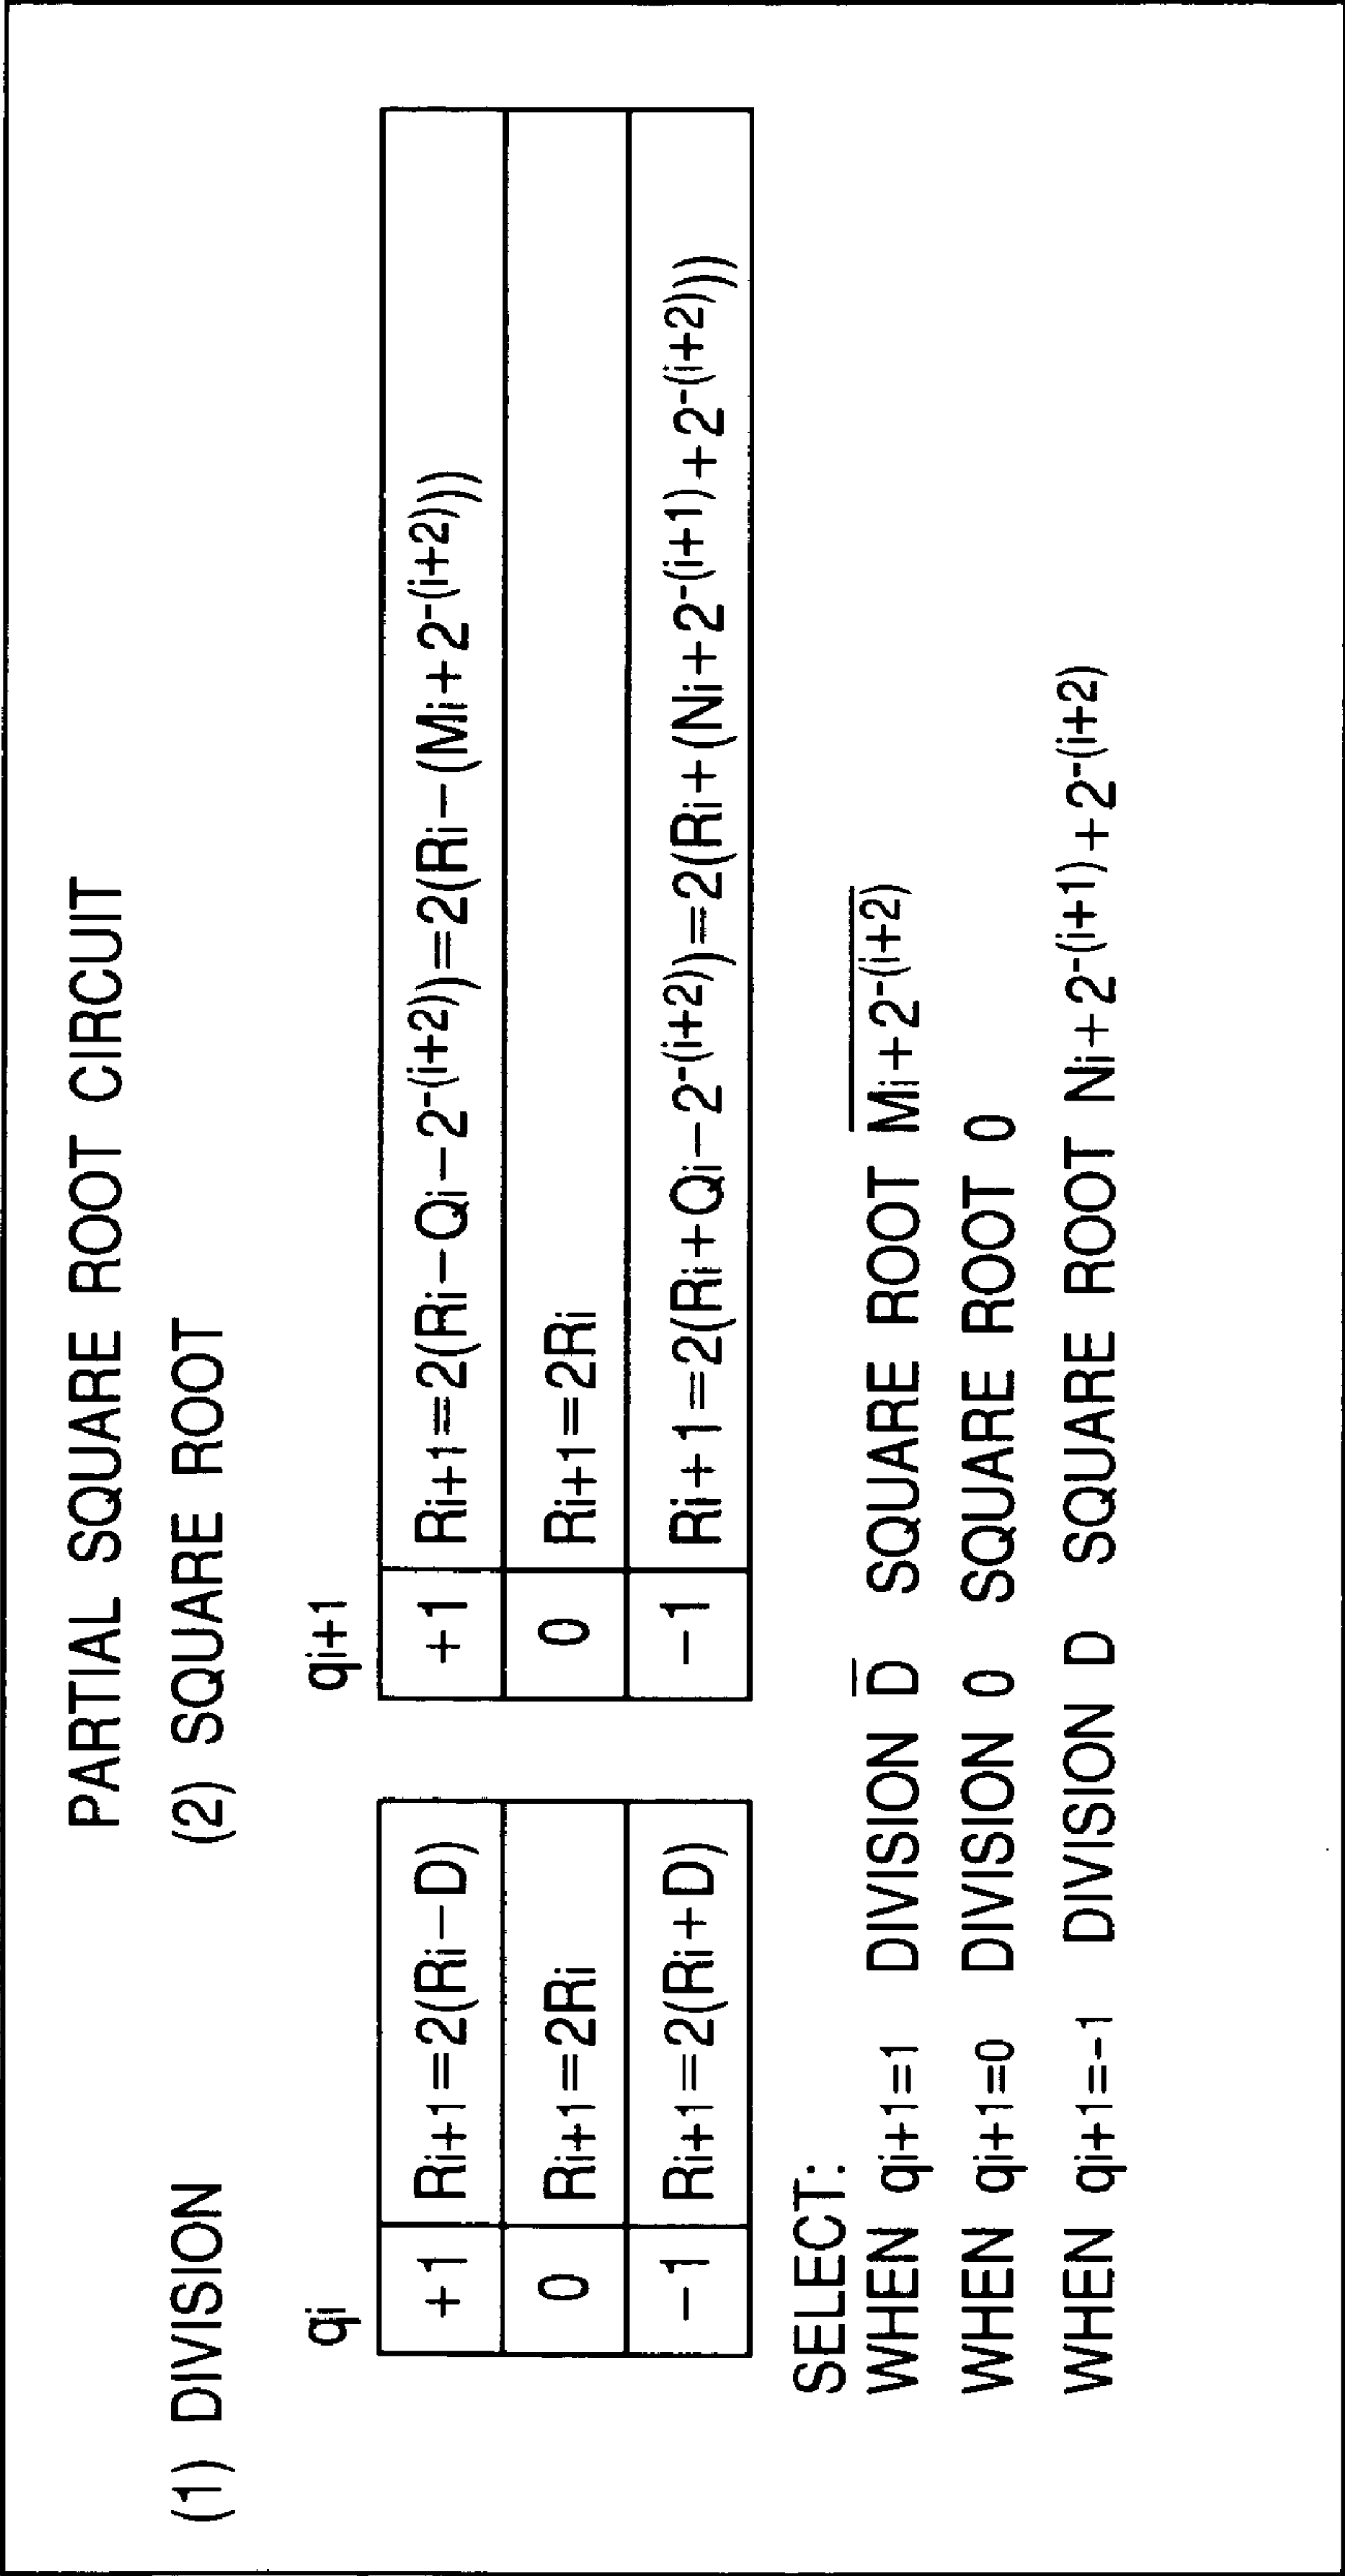 PARTIAL SQUARE ROOT CIRCUIT
(1) DIVISION (2) SQUARE ROOT
qi qi+1
+1 Ri+1=2(Ri−D) +1 Ri+1=2(Ri−Qi−2-(i+2))=2(Ri−(Mi+2-(i+2)))
0 Ri+1=2Ri 0 Ri+1=2Ri
−1 Ri+1=2(Ri+D) −1 Ri+1=2(Ri+Qi−2-(i+2))=2(Ri+(Ni+2-(i+1)+2-(i+2)))
SELECT:
WHEN qi+1=1 DIVISION D̅ SQUARE ROOT M̅i̅+̅2̅-̅(̅i̅+̅2̅)̅
WHEN qi+1=0 DIVISION 0 SQUARE ROOT 0
WHEN qi+1=-1 DIVISION D SQUARE ROOT Ni+2-(i+1)+2-(i+2)